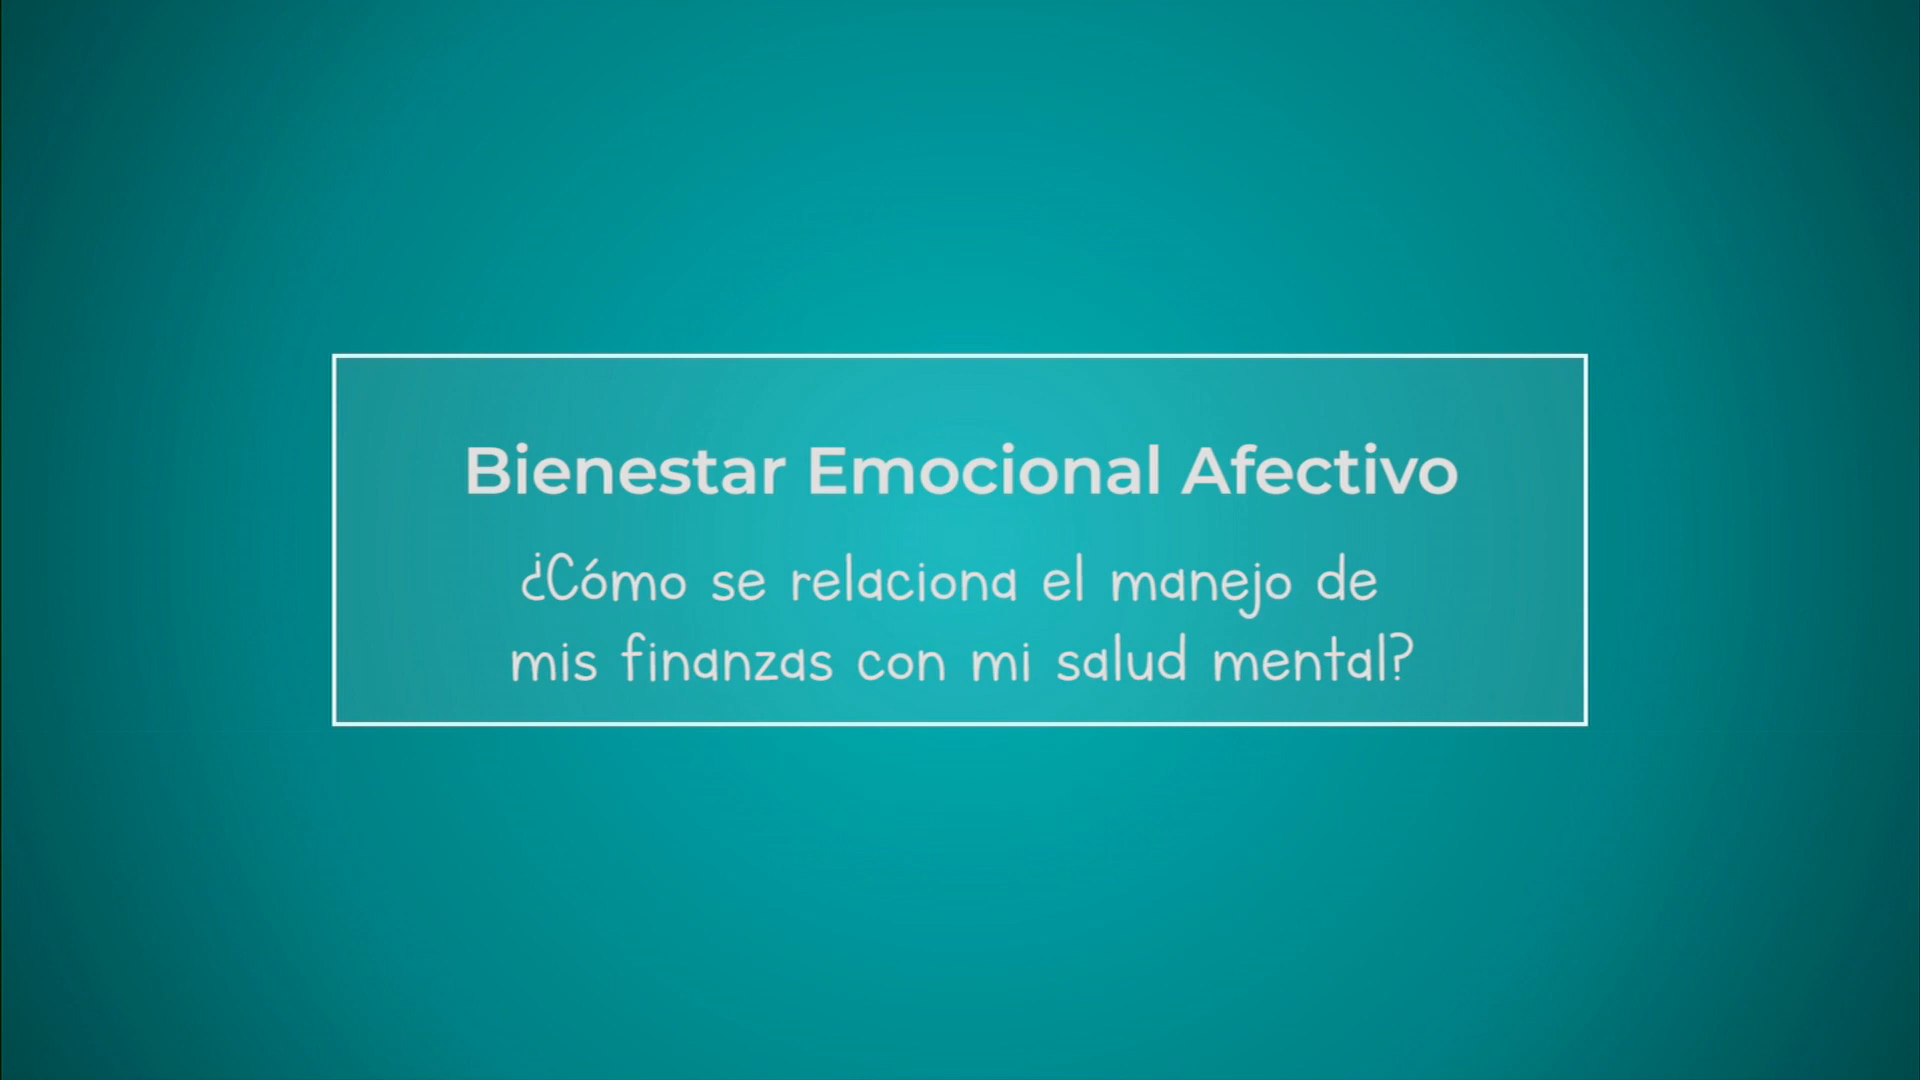 Bienestar Emocional Afectivo
¿Cómo se relaciona el manejo de
mis finanzas con mi salud mental?